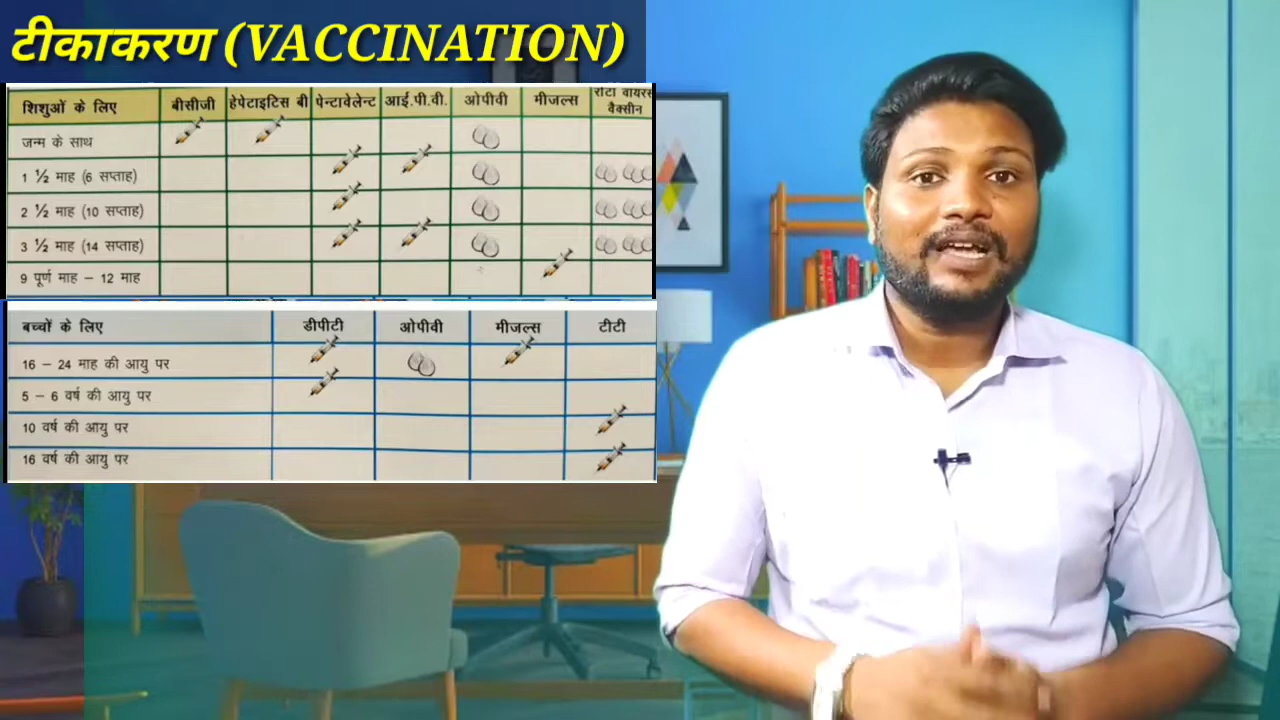 टीकाकरण (VACCINATION)
शिशुओं के लिए बीसीजी हेपेटाइटिस बी पेन्टावेलेन्ट आई.पी.वी. ओपीवी मीजल्स रोटा वायरस वैक्सीन
जन्म के साथ
1 ½ माह (6 सप्ताह)
2 ½ माह (10 सप्ताह)
3 ½ माह (14 सप्ताह)
9 पूर्ण माह – 12 माह
बच्चों के लिए डीपीटी ओपीवी मीजल्स टीटी
16 – 24 माह की आयु पर
5 – 6 वर्ष की आयु पर
10 वर्ष की आयु पर
16 वर्ष की आयु पर